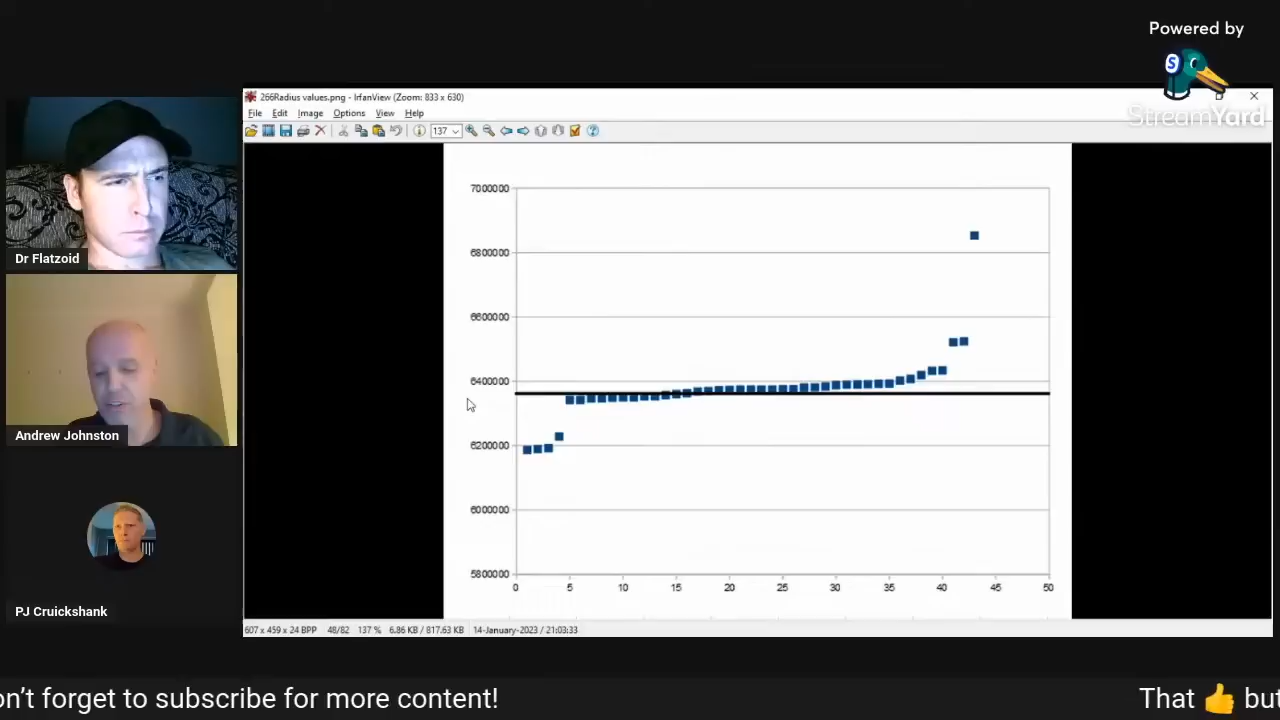 Powered by
StreamYard
266Radius values.png - IrfanView (Zoom: 833 x 630)
File Edit Image Options View Help
137
7000000
6800000
6600000
6400000
6200000
6000000
5800000
0 5 10 15 20 25 30 35 40 45 50
607 x 459 x 24 BPP 48/82 137 % 6.86 KB / 817.63 KB 14-January-2023 / 21:03:33
Dr Flatzoid
Andrew Johnston
PJ Cruickshank
on't forget to subscribe for more content! That 👍 but